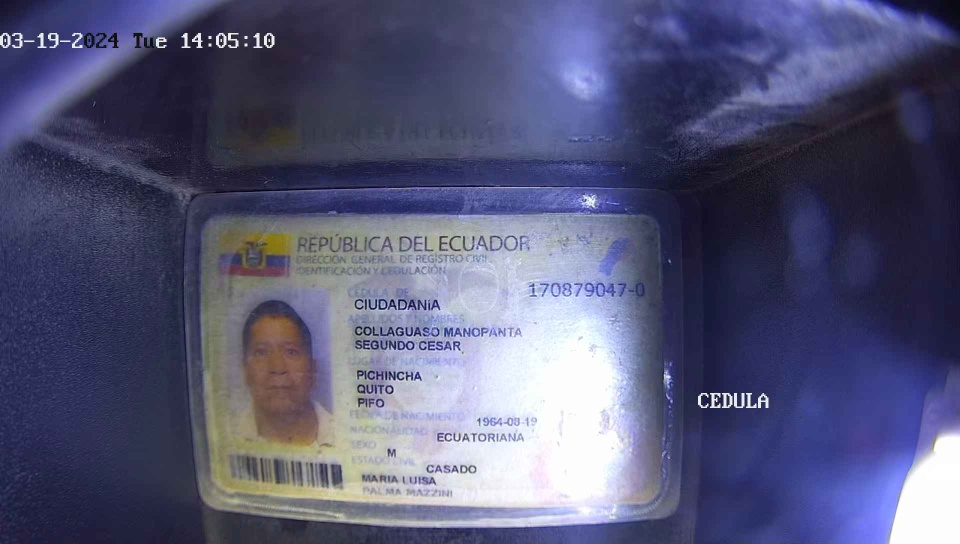 03-19-2024 Tue 14:05:10
REPÚBLICA DEL ECUADOR
DIRECCIÓN GENERAL DE REGISTRO CIVIL,
IDENTIFICACIÓN Y CEDULACIÓN
CÉDULA DE 170879047-0
CIUDADANÍA
APELLIDOS Y NOMBRES
COLLAGUASO MANOPANTA
SEGUNDO CESAR
LUGAR DE NACIMIENTO
PICHINCHA
QUITO
PIFO
FECHA DE NACIMIENTO 1964-08-19
NACIONALIDAD ECUATORIANA
SEXO M
ESTADO CIVIL CASADO
MARIA LUISA
PALMA MAZZINI
CEDULA